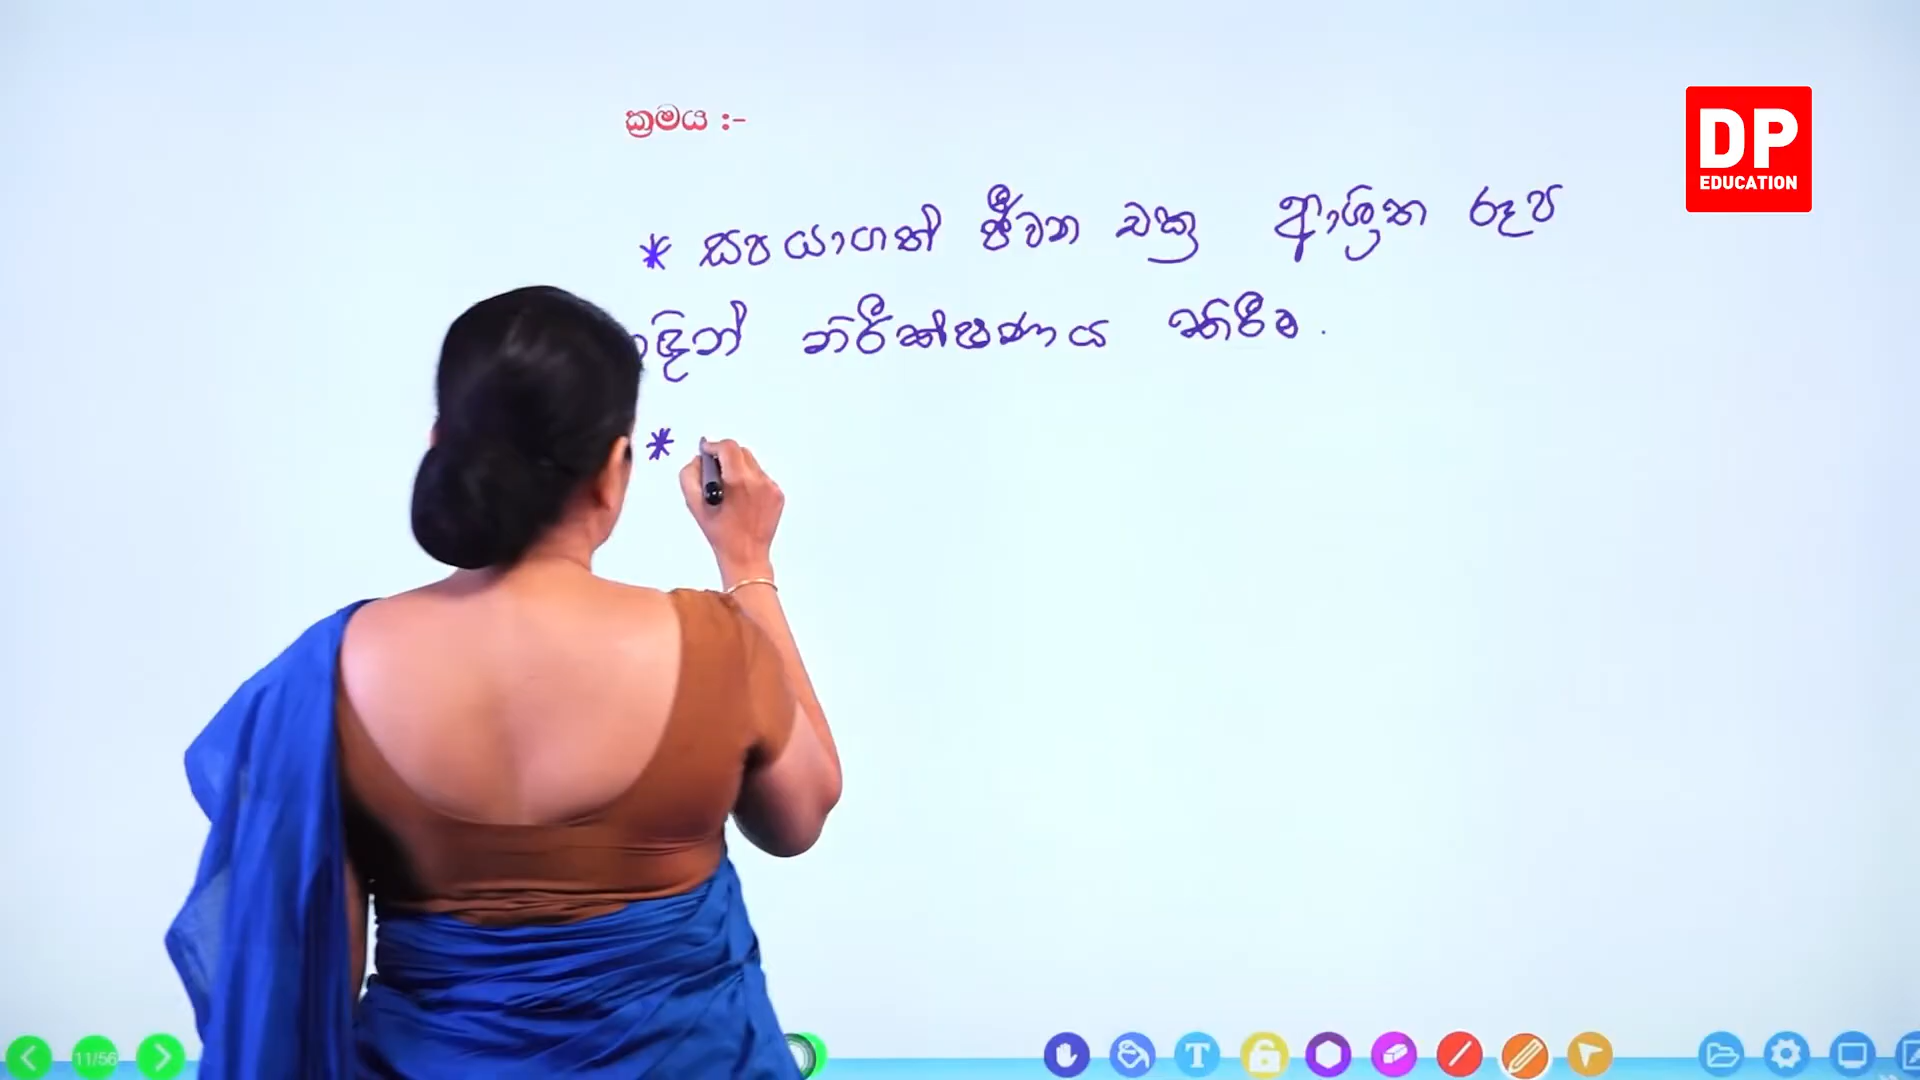 ක්‍රමය :-
DP
EDUCATION
* සපයාගත් ජීවන චක්‍ර ආශ්‍රිත රූප
හොඳින් නිරීක්ෂණය කිරීම.
*
11/56
T